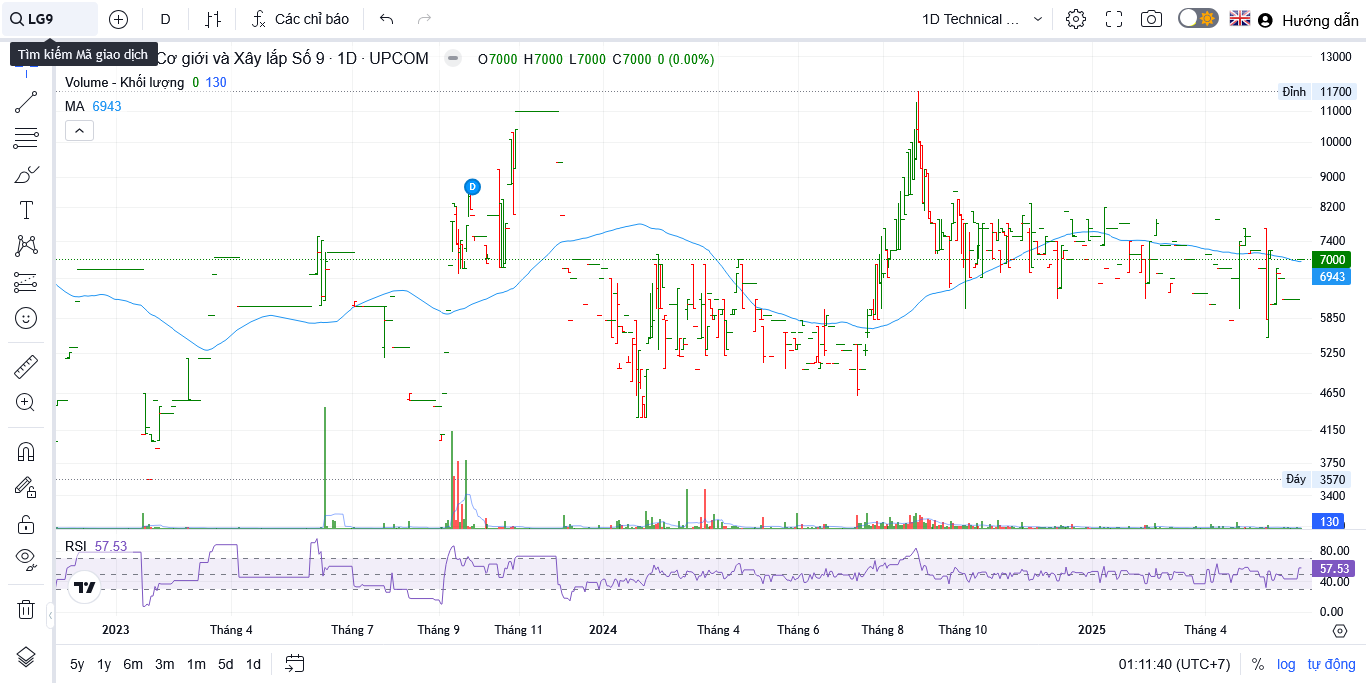 LG9
D
Các chỉ báo
1D Technical ...
Hướng dẫn
Tìm kiếm Mã giao dịch
Cơ giới và Xây lắp Số 9 · 1D · UPCOM
O7000 H7000 L7000 C7000 0 (0.00%)
Volume - Khối lượng 0 130
MA 6943
D
13000
Đỉnh 11700
11000
10000
9000
8200
7400
7000
6943
5850
5250
4650
4150
3750
Đáy 3570
3400
130
RSI 57.53
80.00
57.53
40.00
0.00
2023 Tháng 4 Tháng 7 Tháng 9 Tháng 11 2024 Tháng 4 Tháng 6 Tháng 8 Tháng 10 2025 Tháng 4
5y 1y 6m 3m 1m 5d 1d
01:11:40 (UTC+7) % log tự động